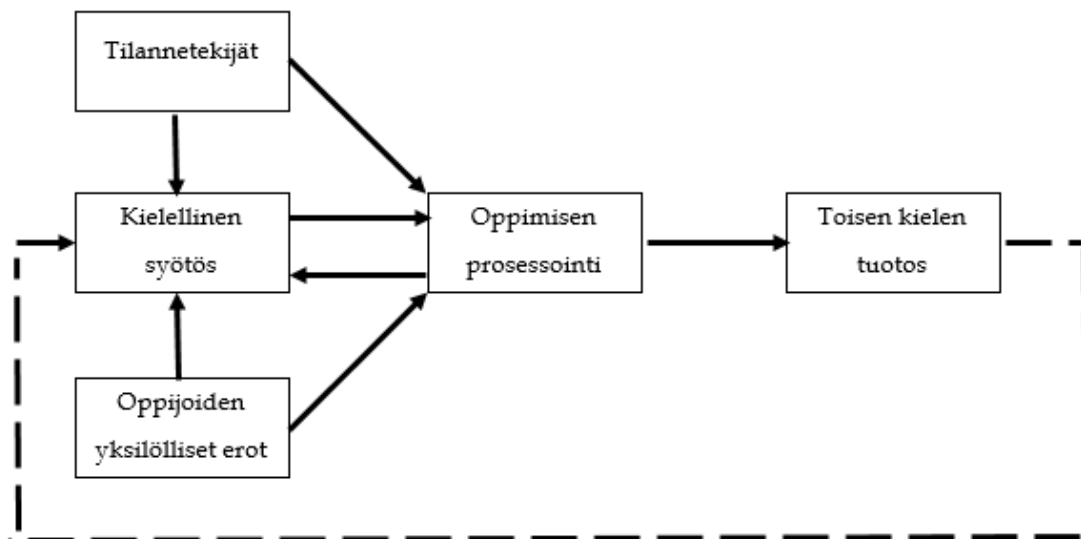 Tilannetekijät
Kielellinen
syötös
Oppimisen
prosessointi
Toisen kielen
tuotos
Oppijoiden
yksilölliset erot